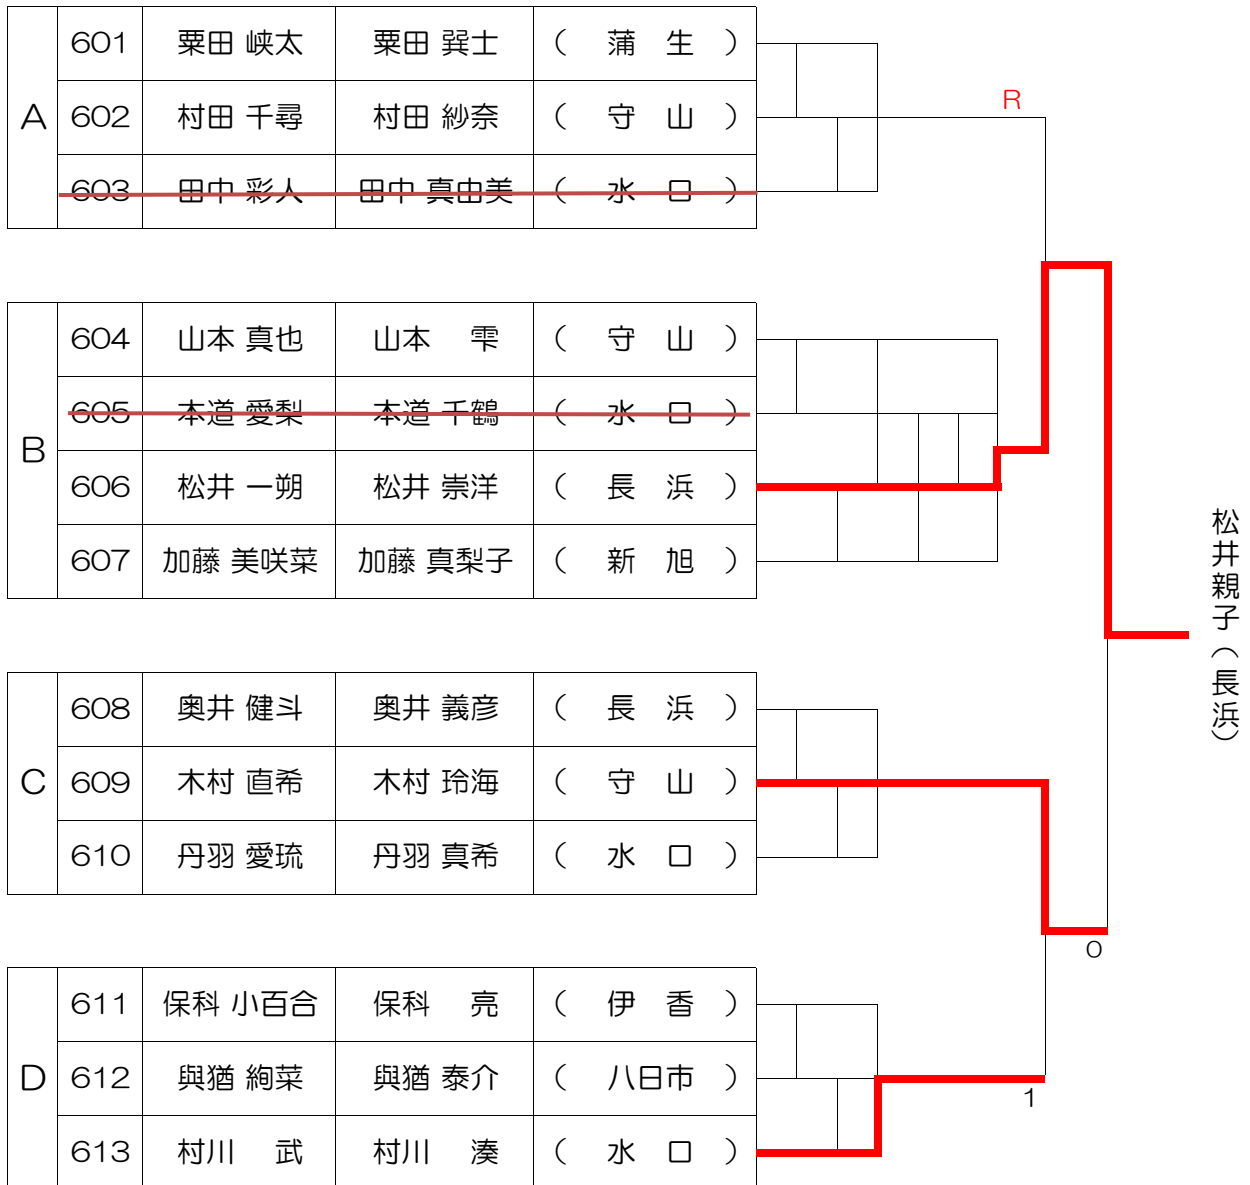 A
601 粟田 峡太 粟田 巽士 （ 蒲 生 ）
602 村田 千尋 村田 紗奈 （ 守 山 ）
603 田中 彩人 田中 真由美 （ 水 口 ）
R
B
604 山本 真也 山本 雫 （ 守 山 ）
605 本道 愛梨 本道 千鶴 （ 水 口 ）
606 松井 一朔 松井 崇洋 （ 長 浜 ）
607 加藤 美咲菜 加藤 真梨子 （ 新 旭 ）
松井親子（長浜）
C
608 奥井 健斗 奥井 義彦 （ 長 浜 ）
609 木村 直希 木村 玲海 （ 守 山 ）
610 丹羽 愛琉 丹羽 真希 （ 水 口 ）
0
D
611 保科 小百合 保科 亮 （ 伊 香 ）
612 與猶 絢菜 與猶 泰介 （ 八日市 ）
1
613 村川 武 村川 湊 （ 水 口 ）